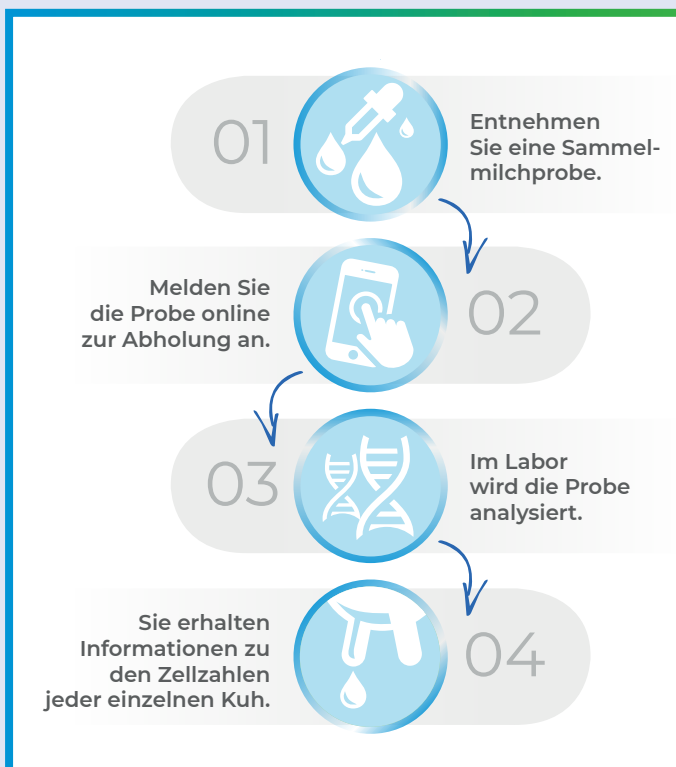 01
Entnehmen
Sie eine Sammel-
milchprobe.
Melden Sie
die Probe online
zur Abholung an.
02
03
Im Labor
wird die Probe
analysiert.
Sie erhalten
Informationen zu
den Zellzahlen
jeder einzelnen Kuh.
04